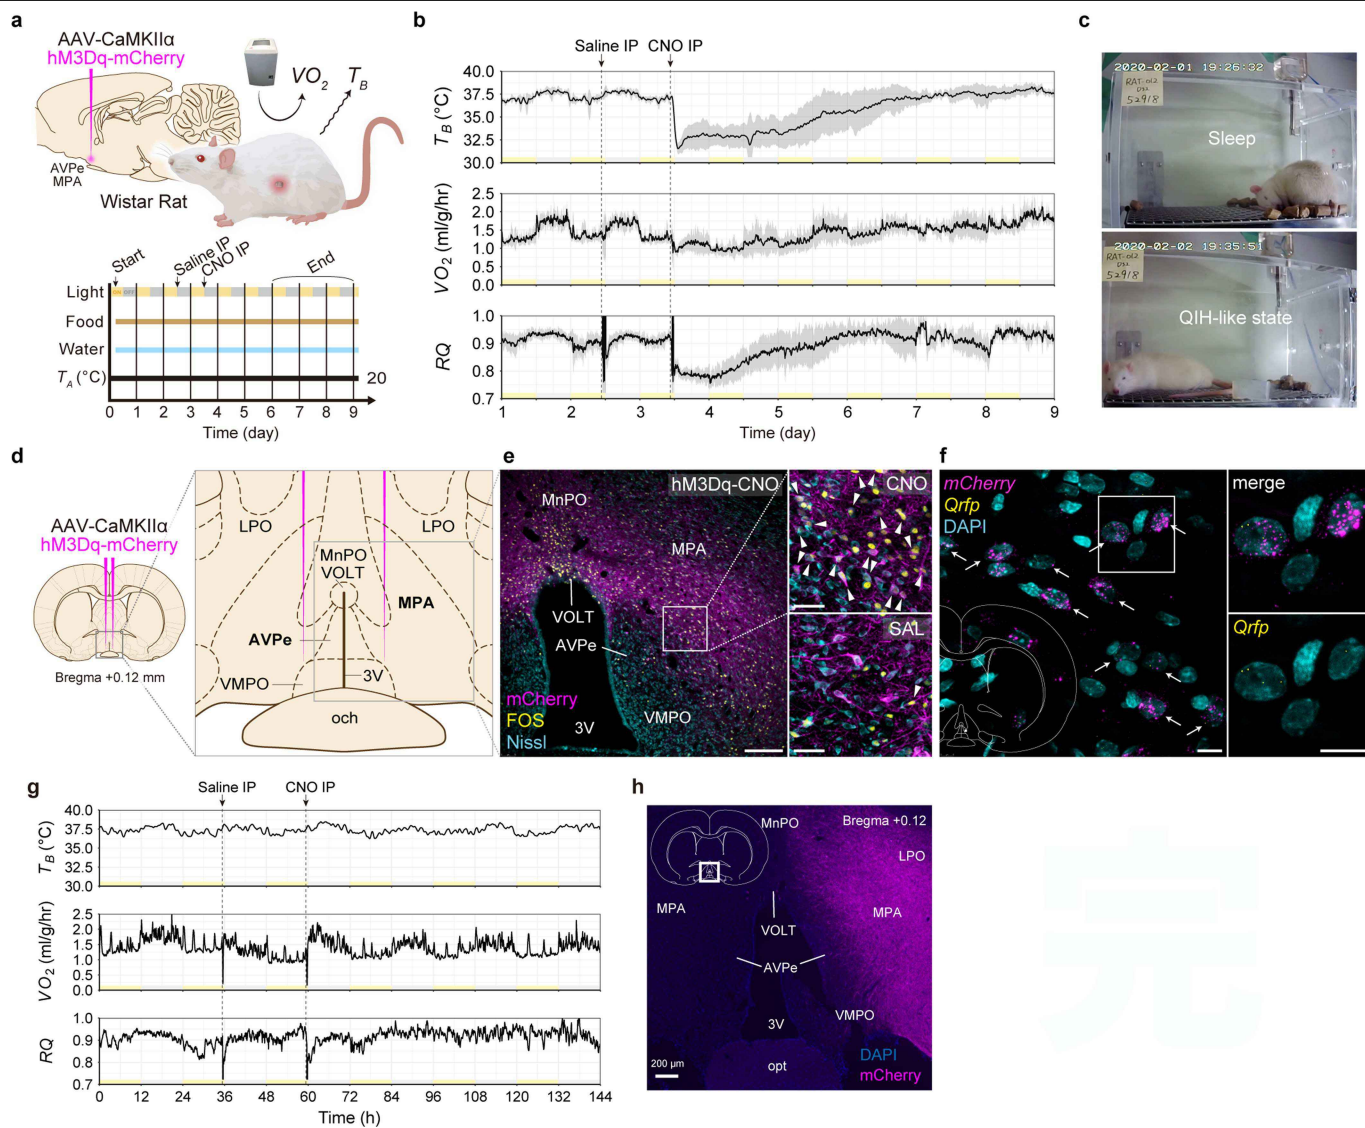 a
AAV-CaMKIIα
hM3Dq-mCherry
VO2
TB
AVPe
MPA
Wistar Rat
Start
Saline IP
CNO IP
End
Light
ON OFF
Food
Water
TA (°C)
20
0 1 2 3 4 5 6 7 8 9
Time (day)
b
Saline IP CNO IP
TB (°C)
40.0
37.5
35.0
32.5
30.0
VO2 (ml/g/hr)
2.5
2.0
1.5
1.0
0.5
0.0
RQ
1.0
0.9
0.8
0.7
1 2 3 4 5 6 7 8 9
Time (day)
c
2020-02-01 19:26:32
RAT-012
52918
Sleep
2020-02-02 19:35:51
RAT-012
52918
QIH-like state
d
AAV-CaMKIIα
hM3Dq-mCherry
Bregma +0.12 mm
LPO
LPO
MnPO
VOLT
MPA
AVPe
VMPO
3V
och
e
hM3Dq-CNO
MnPO
MPA
VOLT
AVPe
VMPO
3V
mCherry
FOS
Nissl
CNO
SAL
f
mCherry
Qrfp
DAPI
merge
Qrfp
g
Saline IP CNO IP
TB (°C)
40.0
37.5
35.0
32.5
30.0
VO2 (ml/g/hr)
2.5
2.0
1.5
1.0
0.5
0.0
RQ
1.0
0.9
0.8
0.7
0 12 24 36 48 60 72 84 96 108 120 132 144
Time (h)
h
MnPO
Bregma +0.12
LPO
MPA
MPA
VOLT
AVPe
VMPO
3V
opt
200 µm
DAPI
mCherry
完